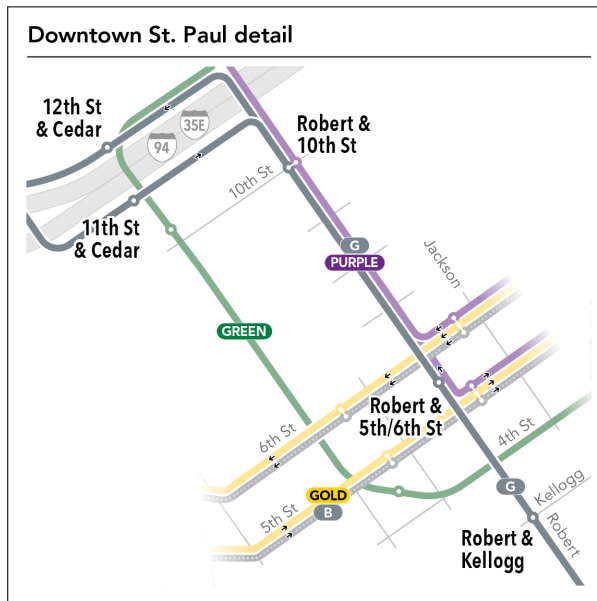 Downtown St. Paul detail
12th St
& Cedar
35E
94
Robert &
10th St
10th St
11th St
& Cedar
G
PURPLE
Jackson
GREEN
Robert &
5th/6th St
6th St
4th St
GOLD
B
5th St
G
Kellogg
Robert
Robert &
Kellogg